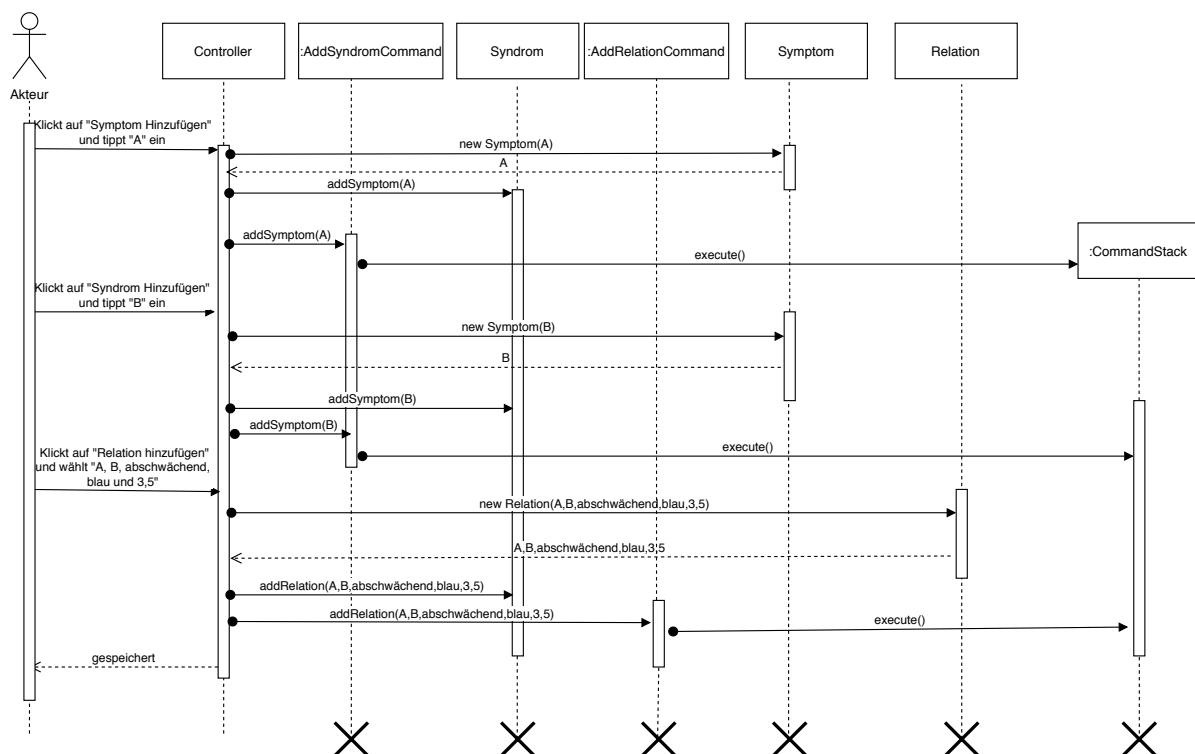 Controller
:AddSyndromCommand
Syndrom
:AddRelationCommand
Symptom
Relation
Akteur
Klickt auf "Symptom Hinzufügen"
und tippt "A" ein
new Symptom(A)
A
addSymptom(A)
addSymptom(A)
execute()
:CommandStack
Klickt auf "Syndrom Hinzufügen"
und tippt "B" ein
new Symptom(B)
B
addSymptom(B)
addSymptom(B)
execute()
Klickt auf "Relation hinzufügen"
und wählt "A, B, abschwächend,
blau und 3,5"
new Relation(A,B,abschwächend,blau,3,5)
A,B,abschwächend,blau,3,5
addRelation(A,B,abschwächend,blau,3,5)
addRelation(A,B,abschwächend,blau,3,5)
execute()
gespeichert